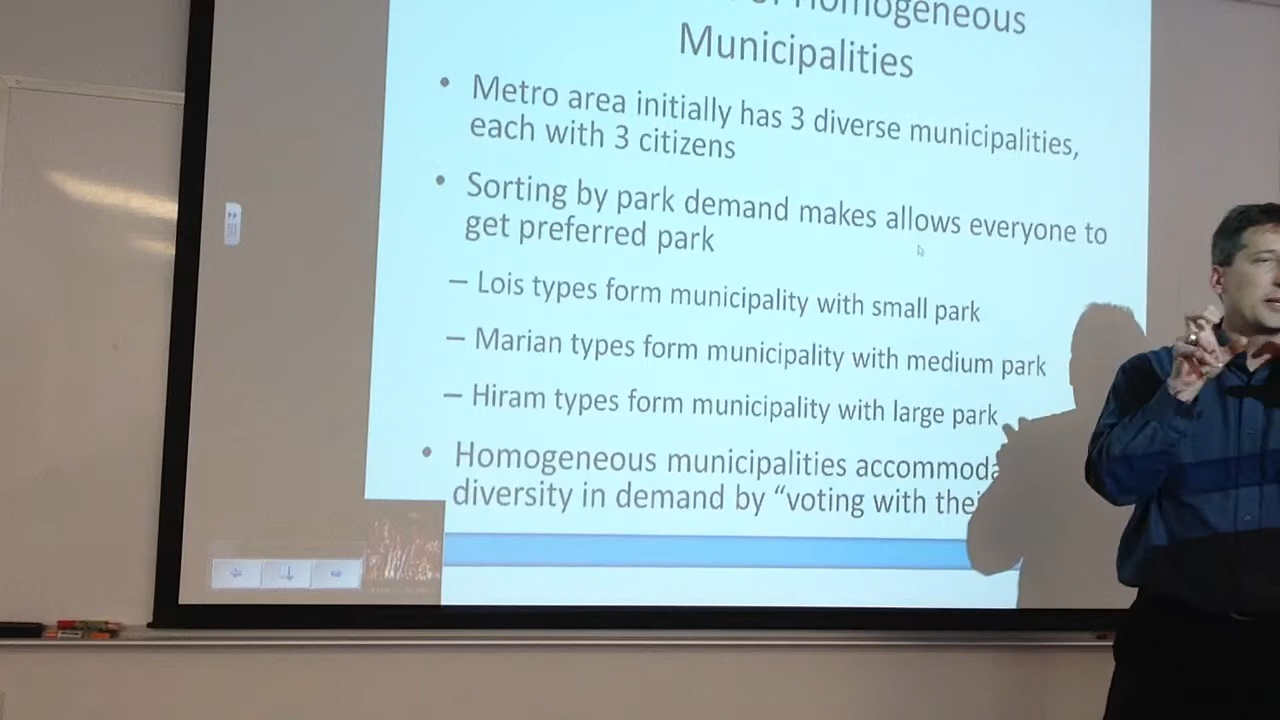 Homogeneous
Municipalities
• Metro area initially has 3 diverse municipalities,
each with 3 citizens
• Sorting by park demand makes allows everyone to
get preferred park
– Lois types form municipality with small park
– Marian types form municipality with medium park
– Hiram types form municipality with large park
• Homogeneous municipalities
diversity in demand by “voting with